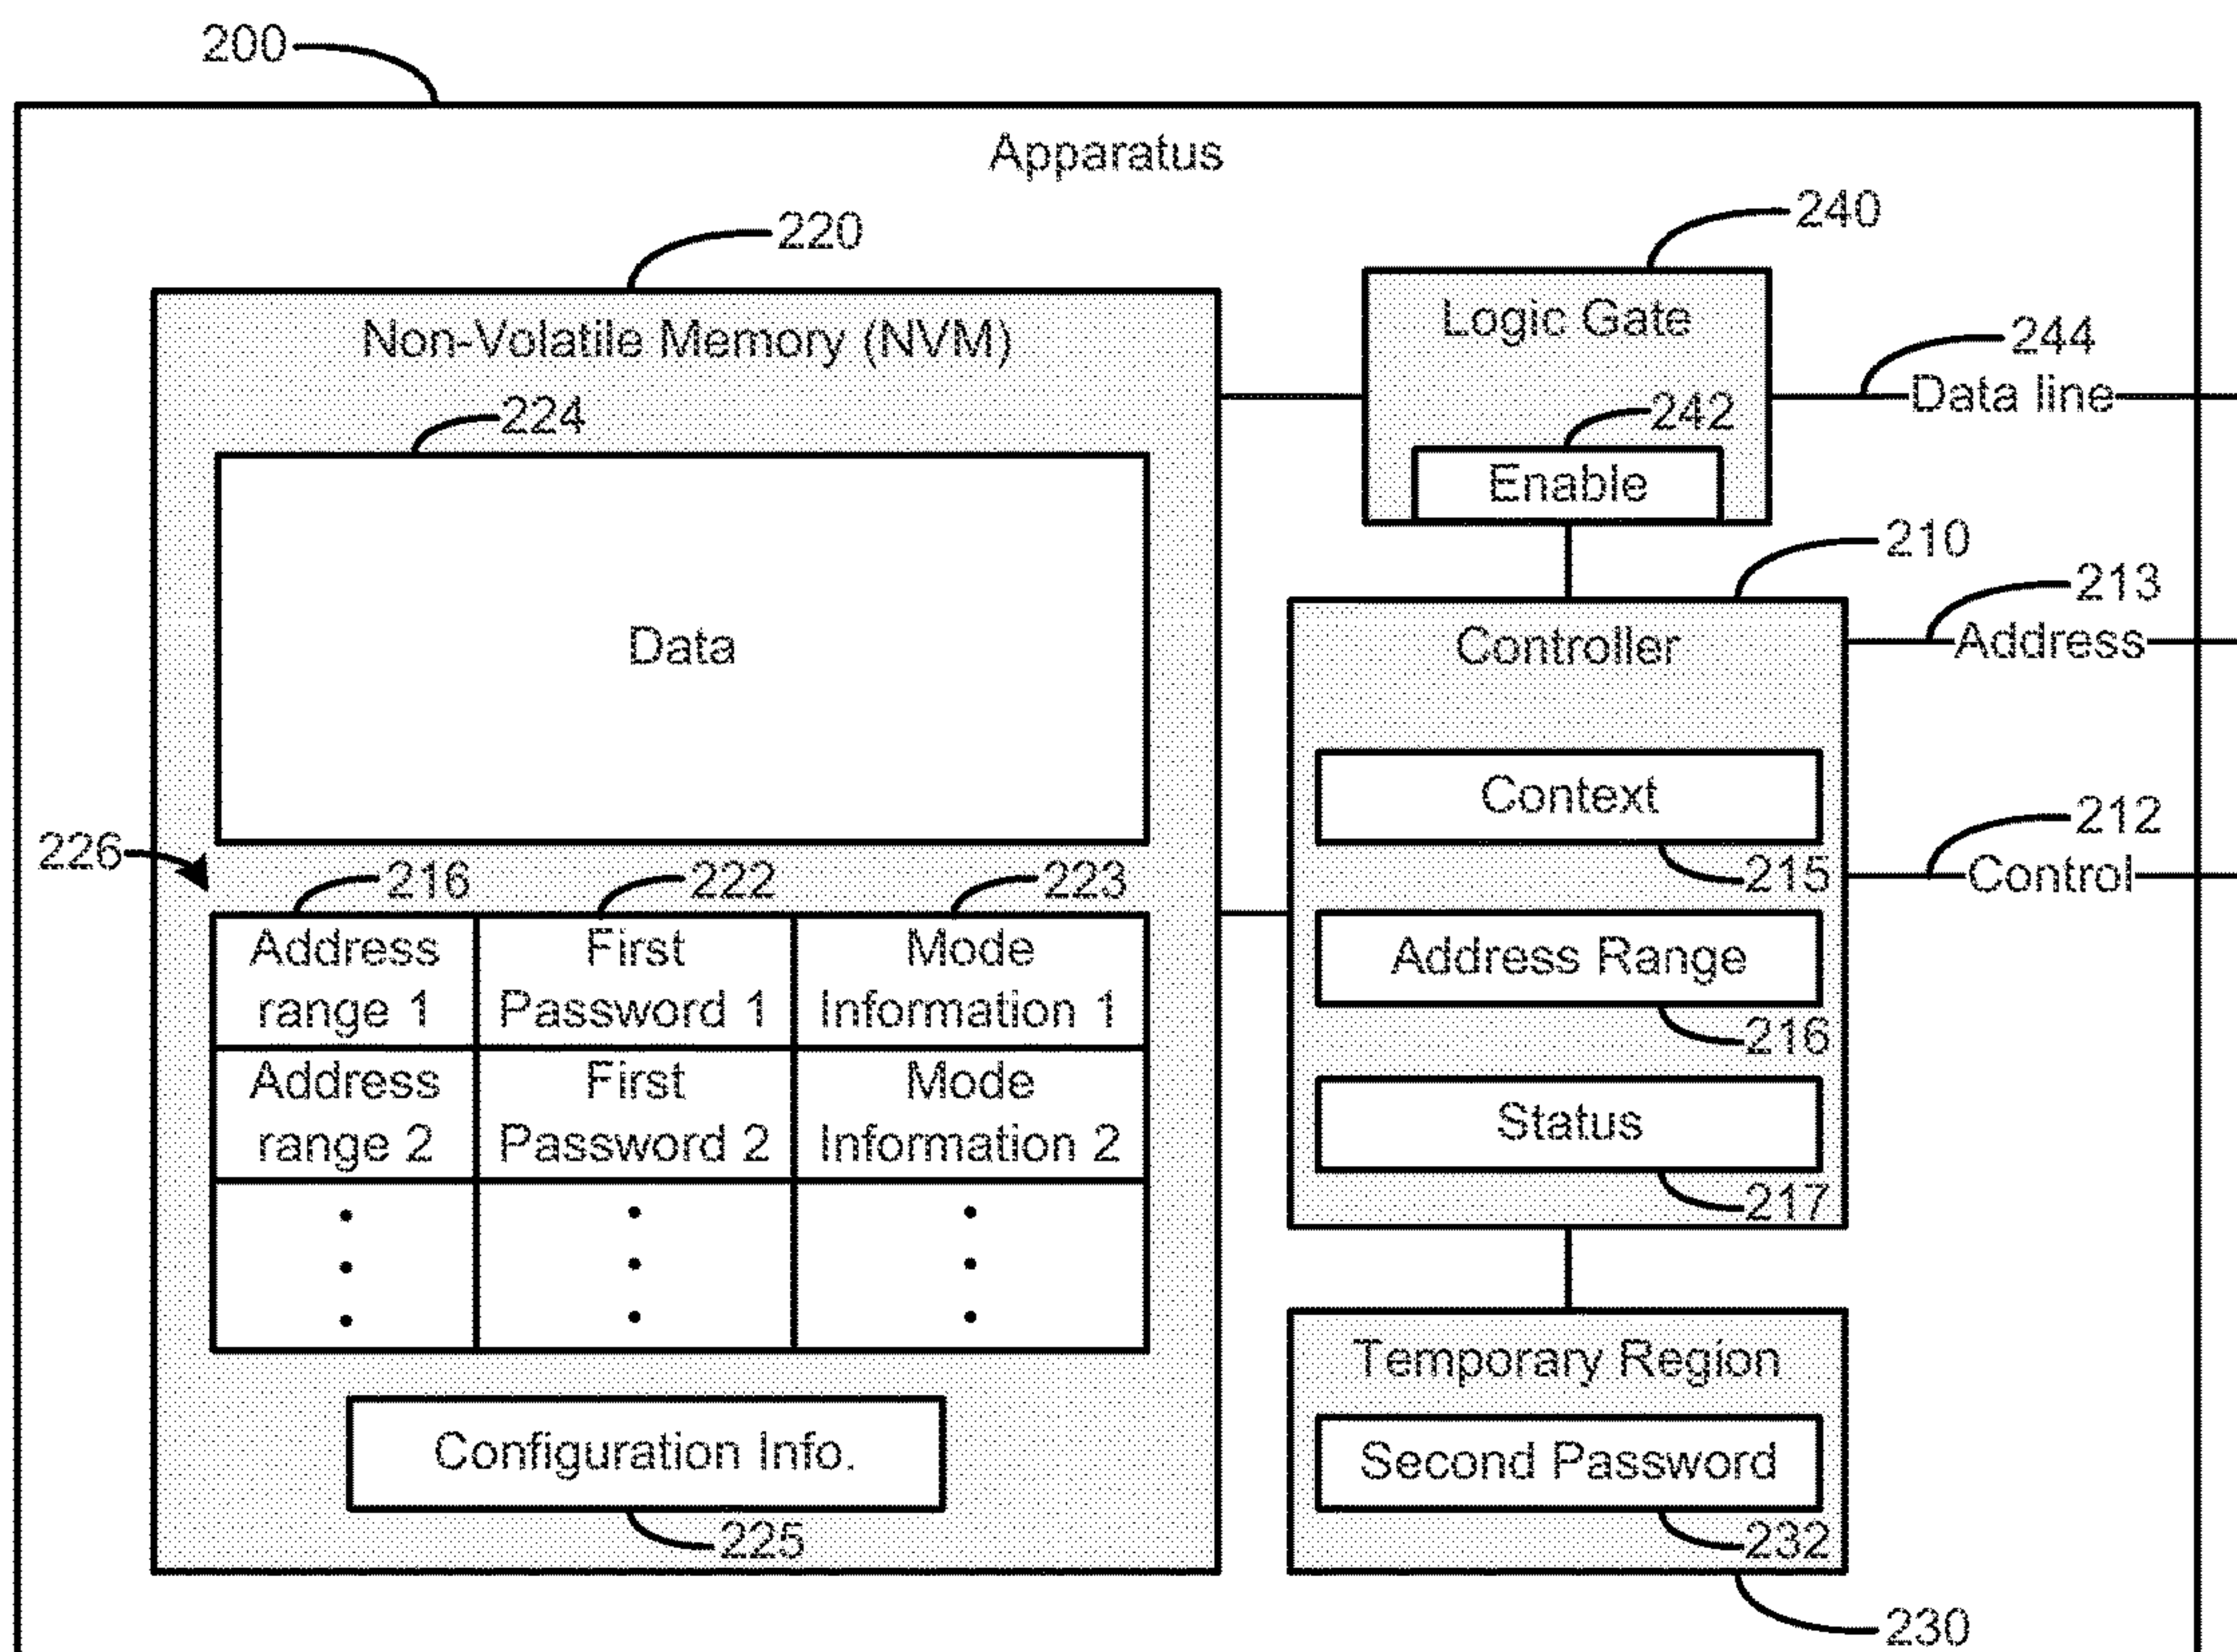 200
Apparatus
220
240
Non-Volatile Memory (NVM)
Logic Gate
244
Data line
224
242
Enable
Data
210
213
Controller
Address
Context
215
212
Control
226
216
222
223
Address range 1
First Password 1
Mode Information 1
Address range 2
First Password 2
Mode Information 2
Address Range
216
Status
217
Temporary Region
Second Password
232
230
Configuration Info.
225